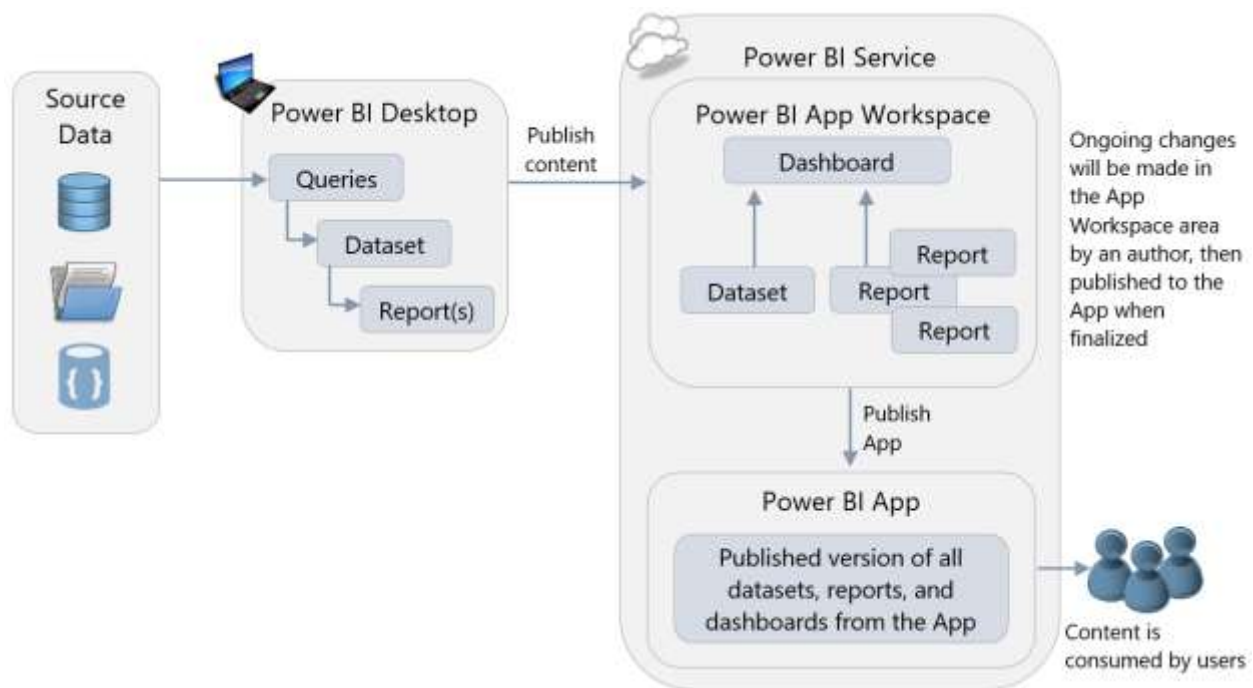 Source
Data
{ }
Power BI Desktop
Queries
Dataset
Report(s)
Publish
content
Power BI Service
Power BI App Workspace
Dashboard
Dataset
Report
Report
Report
Ongoing changes
will be made in
the App
Workspace area
by an author, then
published to the
App when
finalized
Publish
App
Power BI App
Published version of all
datasets, reports, and
dashboards from the App
Content is
consumed by users